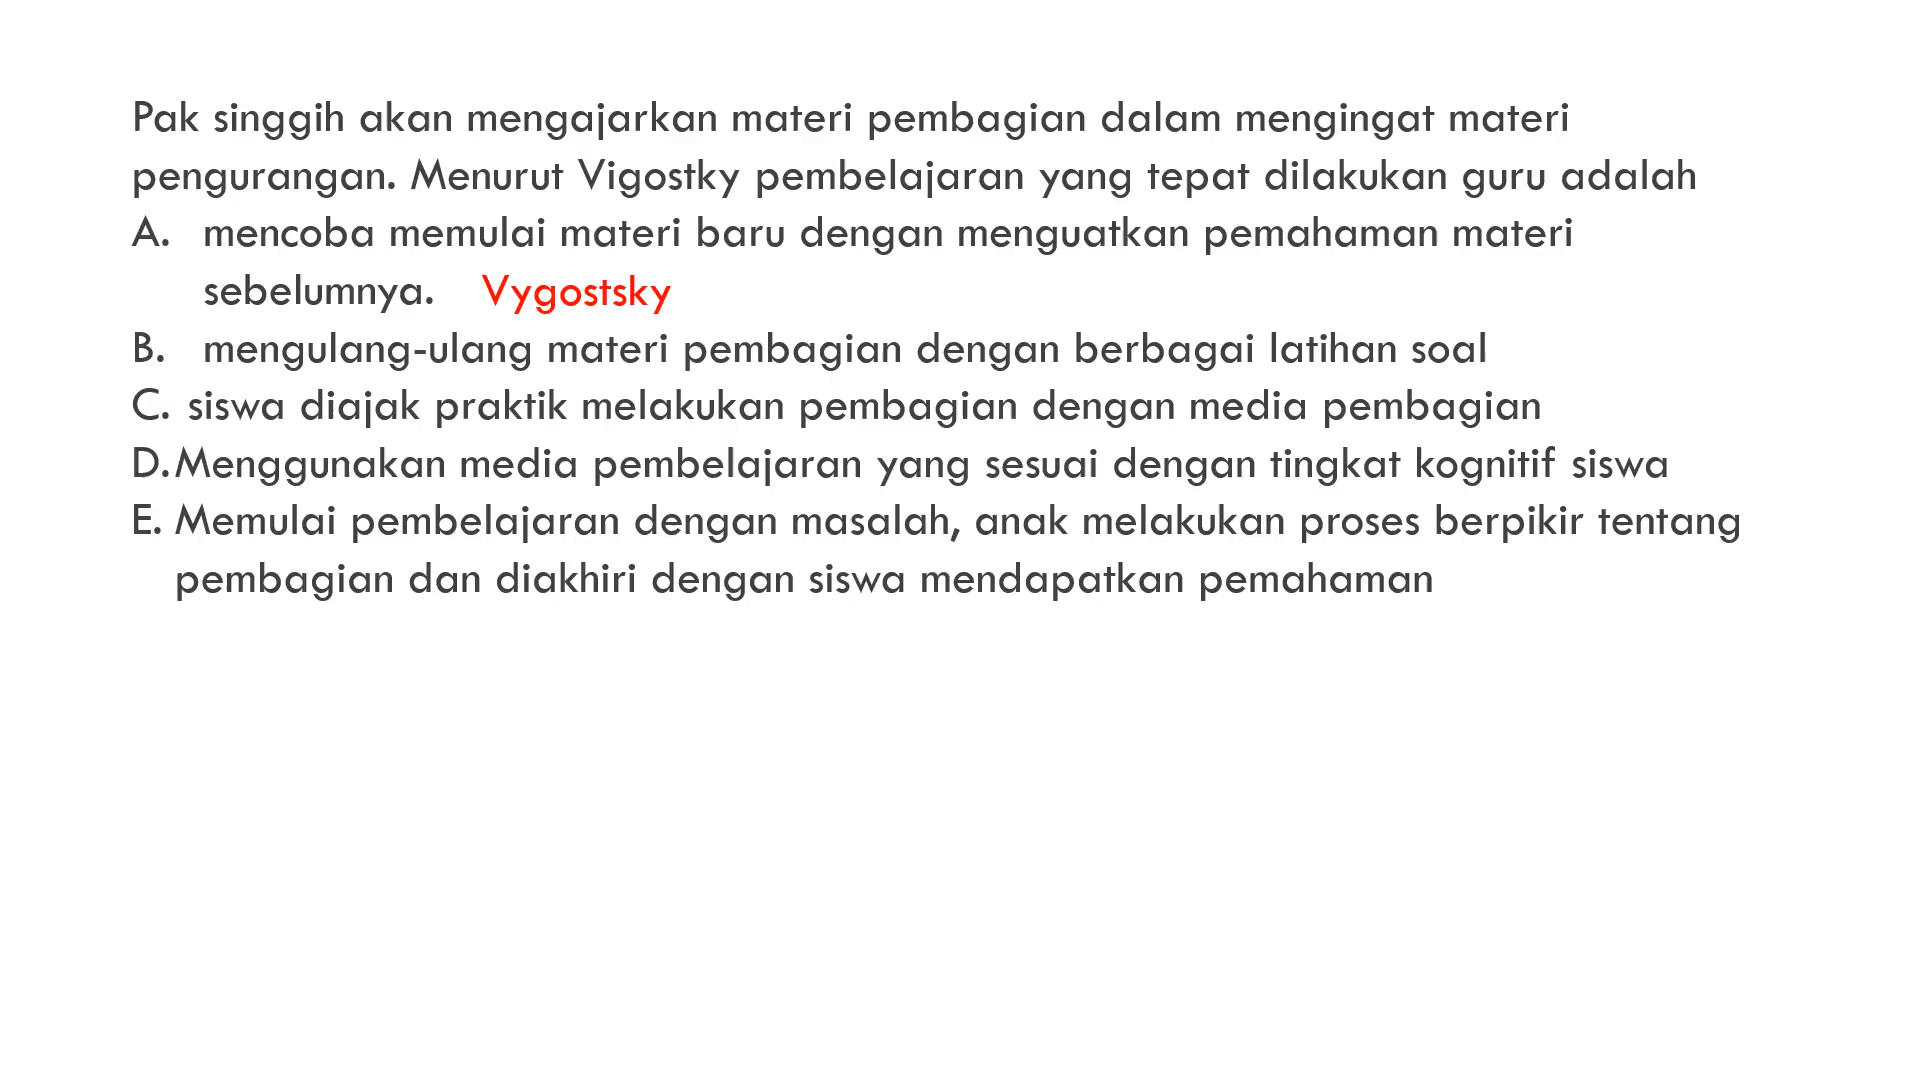 Pak singgih akan mengajarkan materi pembagian dalam mengingat materi
pengurangan. Menurut Vigostky pembelajaran yang tepat dilakukan guru adalah
A. mencoba memulai materi baru dengan menguatkan pemahaman materi
sebelumnya. Vygostsky
B. mengulang-ulang materi pembagian dengan berbagai latihan soal
C. siswa diajak praktik melakukan pembagian dengan media pembagian
D. Menggunakan media pembelajaran yang sesuai dengan tingkat kognitif siswa
E. Memulai pembelajaran dengan masalah, anak melakukan proses berpikir tentang
pembagian dan diakhiri dengan siswa mendapatkan pemahaman